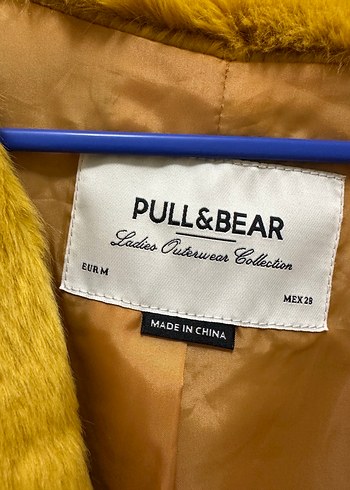 PULL&BEAR
Ladies Outerwear Collection
EUR M
MEX 28
MADE IN CHINA